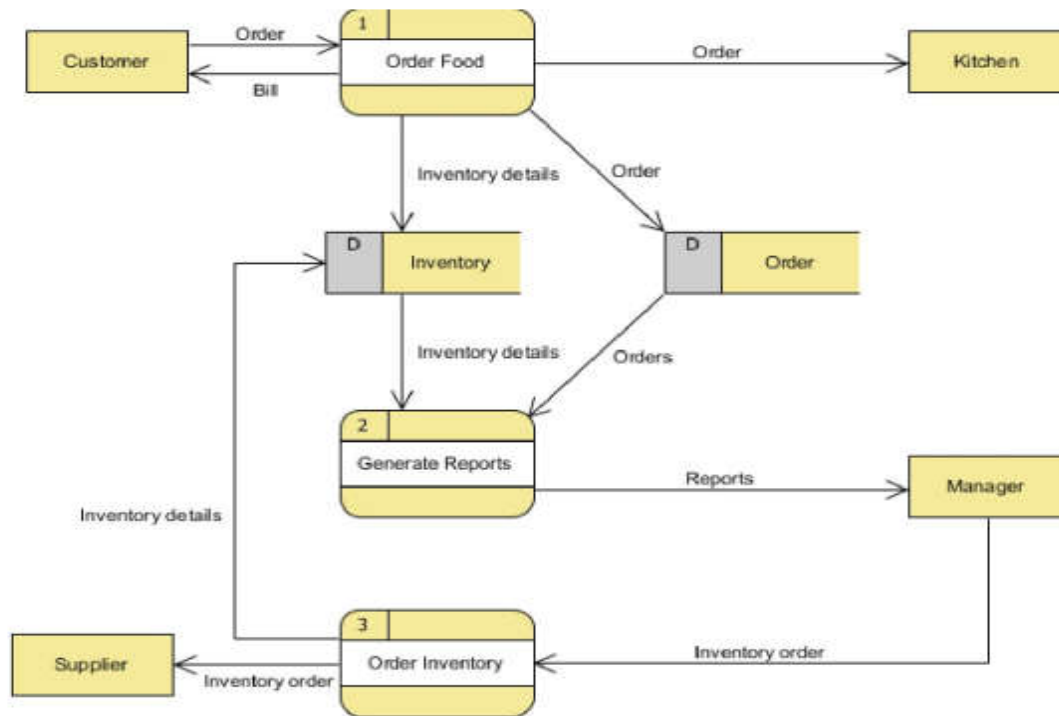 1
Order
Customer
Order Food
Order
Kitchen
Bill
Inventory details
Order
D
Inventory
D
Order
Inventory details
Orders
2
Generate Reports
Reports
Manager
Inventory details
3
Supplier
Order Inventory
Inventory order
Inventory order